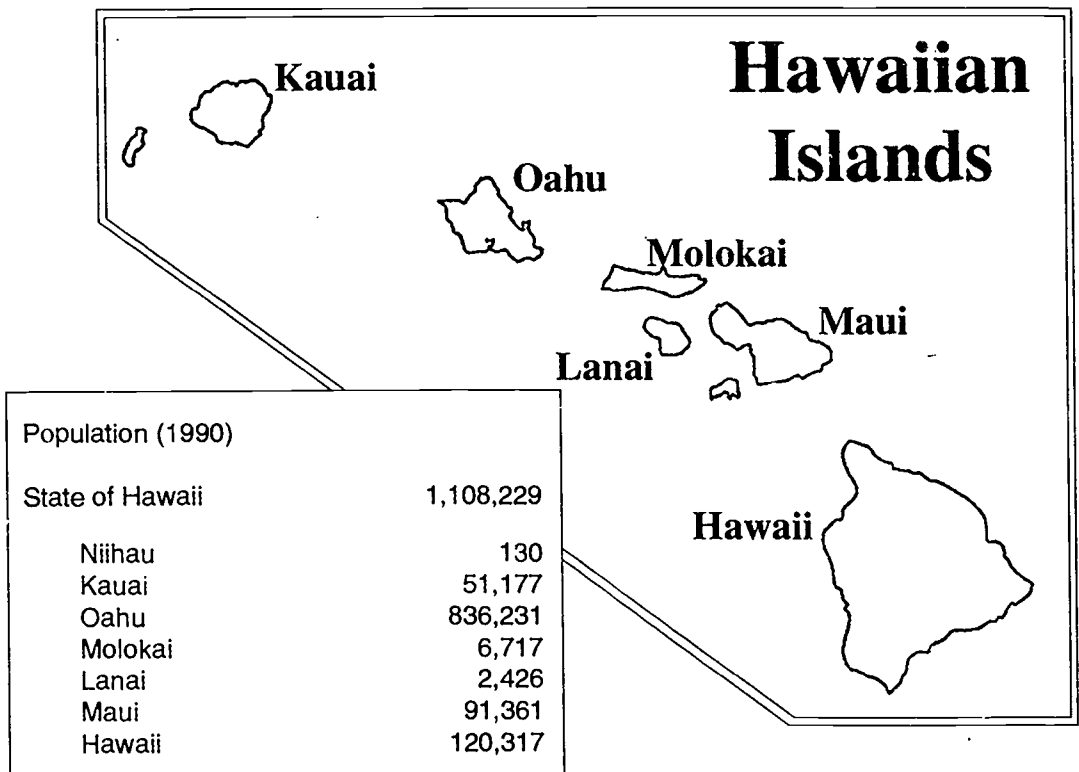 Hawaiian
Islands
Kauai
Oahu
Molokai
Maui
Lanai
Hawaii
Population (1990)
State of Hawaii 1,108,229
Niihau 130
Kauai 51,177
Oahu 836,231
Molokai 6,717
Lanai 2,426
Maui 91,361
Hawaii 120,317